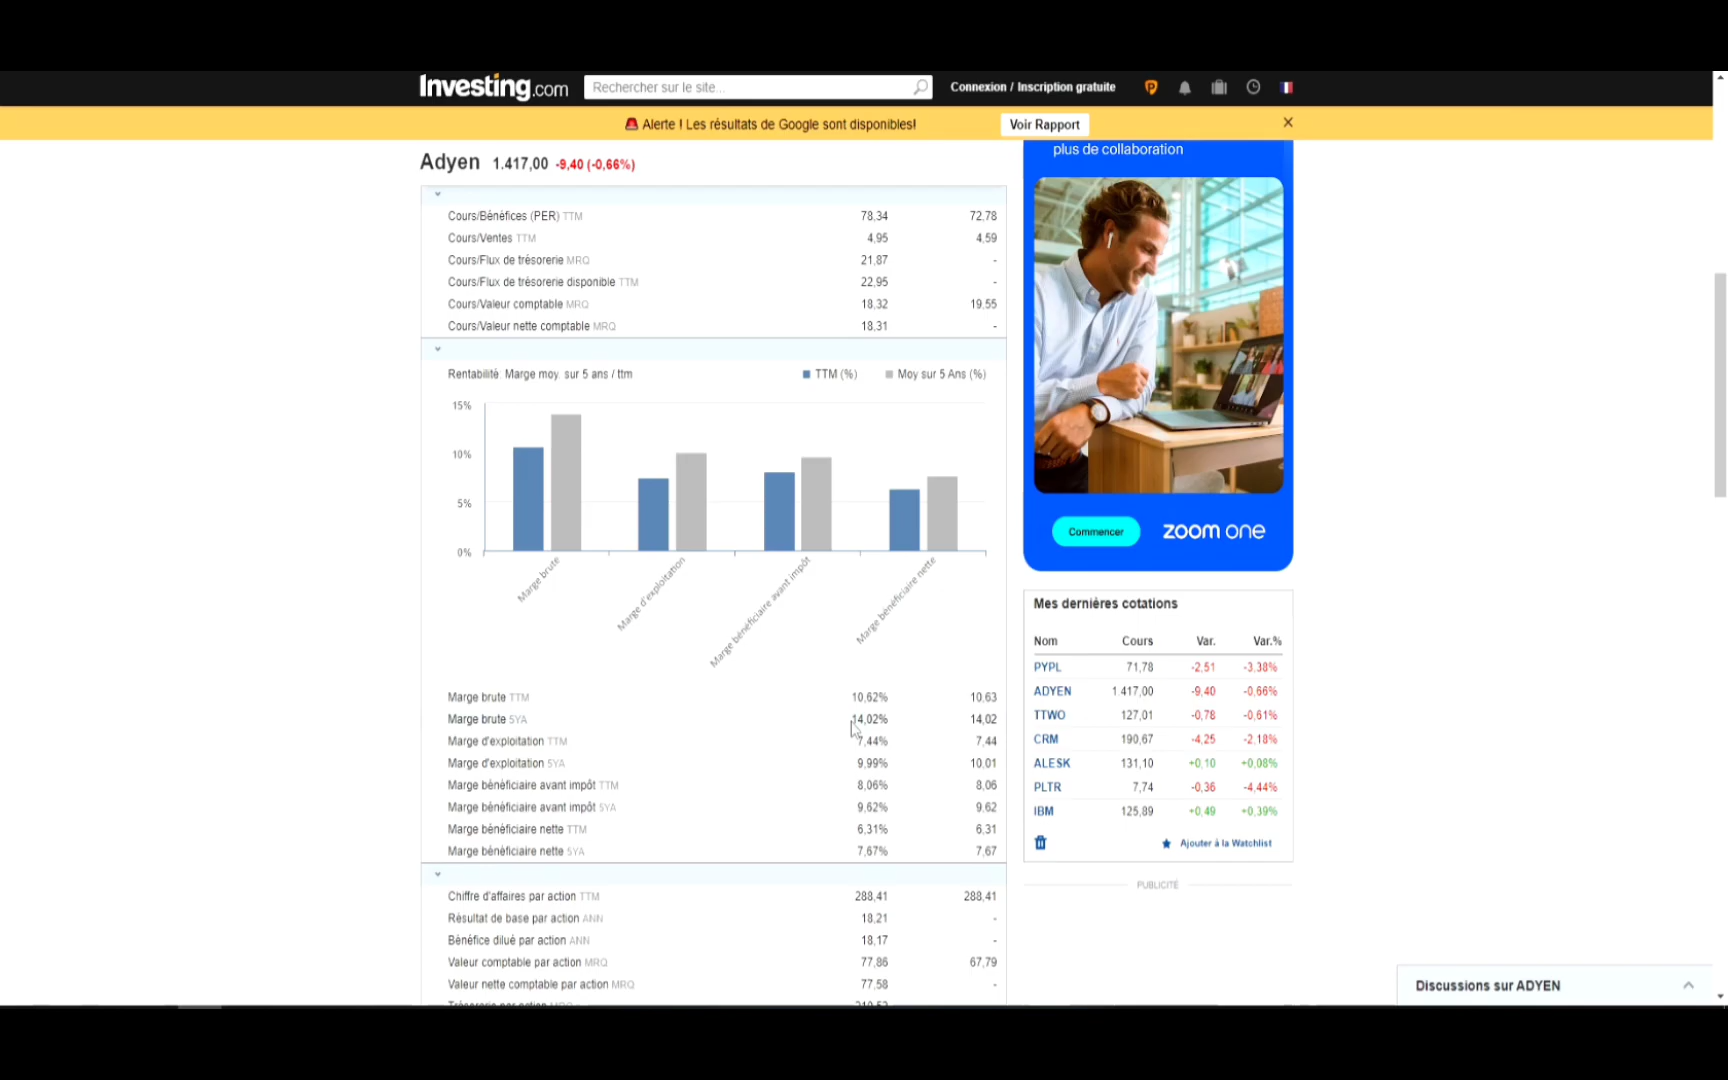 Investing.com
Rechercher sur le site...
Connexion / Inscription gratuite
Alerte ! Les résultats de Google sont disponibles!
Voir Rapport
Adyen 1.417,00 -9,40 (-0,66%)
Cours/Bénéfices (PER) TTM 78,34 72,78
Cours/Ventes TTM 4,95 4,59
Cours/Flux de trésorerie MRQ 21,87 -
Cours/Flux de trésorerie disponible TTM 22,95 -
Cours/Valeur comptable MRQ 18,32 19,55
Cours/Valeur nette comptable MRQ 18,31 -
Rentabilité: Marge moy. sur 5 ans / ttm
TTM (%) Moy sur 5 Ans (%)
15%
10%
5%
0%
Marge brute
Marge d'exploitation
Marge bénéficiaire avant impôt
Marge bénéficiaire nette
Marge brute TTM 10,62% 10,63
Marge brute 5YA 14,02% 14,02
Marge d'exploitation TTM 7,44% 7,44
Marge d'exploitation 5YA 9,99% 10,01
Marge bénéficiaire avant impôt TTM 8,06% 8,06
Marge bénéficiaire avant impôt 5YA 9,62% 9,62
Marge bénéficiaire nette TTM 6,31% 6,31
Marge bénéficiaire nette 5YA 7,67% 7,67
Chiffre d'affaires par action TTM 288,41 288,41
Résultat de base par action ANN 18,21 -
Bénéfice dilué par action ANN 18,17 -
Valeur comptable par action MRQ 77,86 67,79
Valeur nette comptable par action MRQ 77,58 -
plus de collaboration
Commencer
zoom one
Mes dernières cotations
Nom Cours Var. Var.%
PYPL 71,78 -2,51 -3,38%
ADYEN 1 417,00 -9,40 -0,66%
TTWO 127,01 -0,78 -0,61%
CRM 190,67 -4,25 -2,18%
ALESK 131,10 +0,10 +0,08%
PLTR 7,74 -0,36 -4,44%
IBM 125,89 +0,49 +0,39%
Ajouter à la Watchlist
PUBLICITÉ
Discussions sur ADYEN